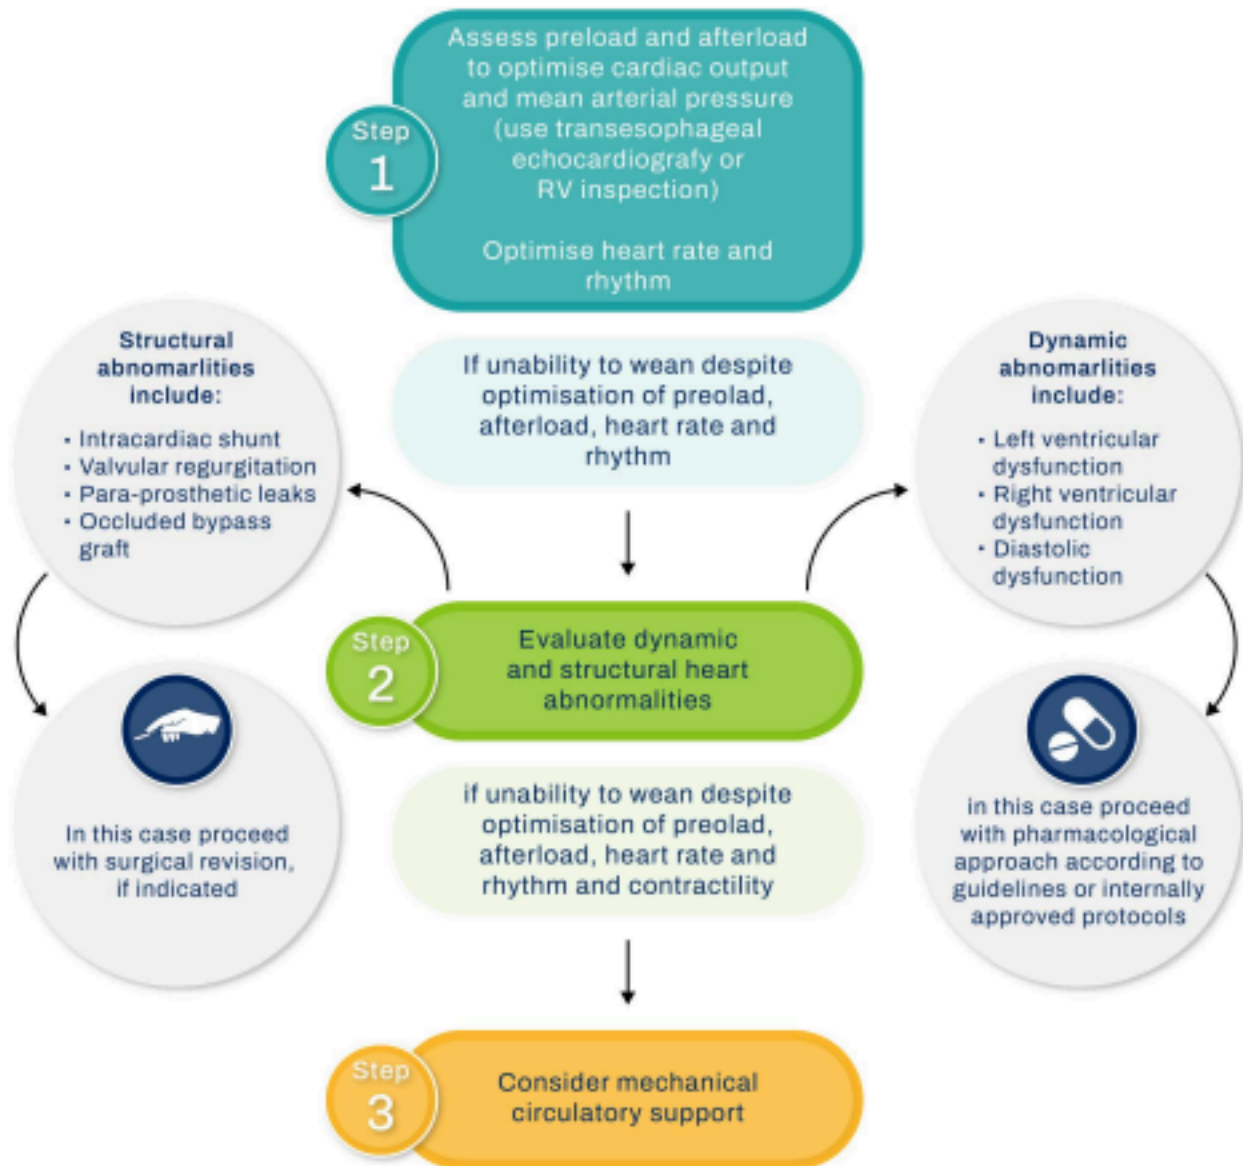 Step
1
Assess preload and afterload
to optimise cardiac output
and mean arterial pressure
(use transesophageal
echocardiografy or
RV inspection)
Optimise heart rate and
rhythm
Structural
abnomarlities
include:
• Intracardiac shunt
• Valvular regurgitation
• Para-prosthetic leaks
• Occluded bypass
graft
If unability to wean despite
optimisation of preolad,
afterload, heart rate and
rhythm
Dynamic
abnomarlities
include:
• Left ventricular
dysfunction
• Right ventricular
dysfunction
• Diastolic
dysfunction
Step
2
Evaluate dynamic
and structural heart
abnormalities
In this case proceed
with surgical revision,
if indicated
if unability to wean despite
optimisation of preolad,
afterload, heart rate and
rhythm and contractility
in this case proceed
with pharmacological
approach according to
guidelines or internally
approved protocols
Step
3
Consider mechanical
circulatory support